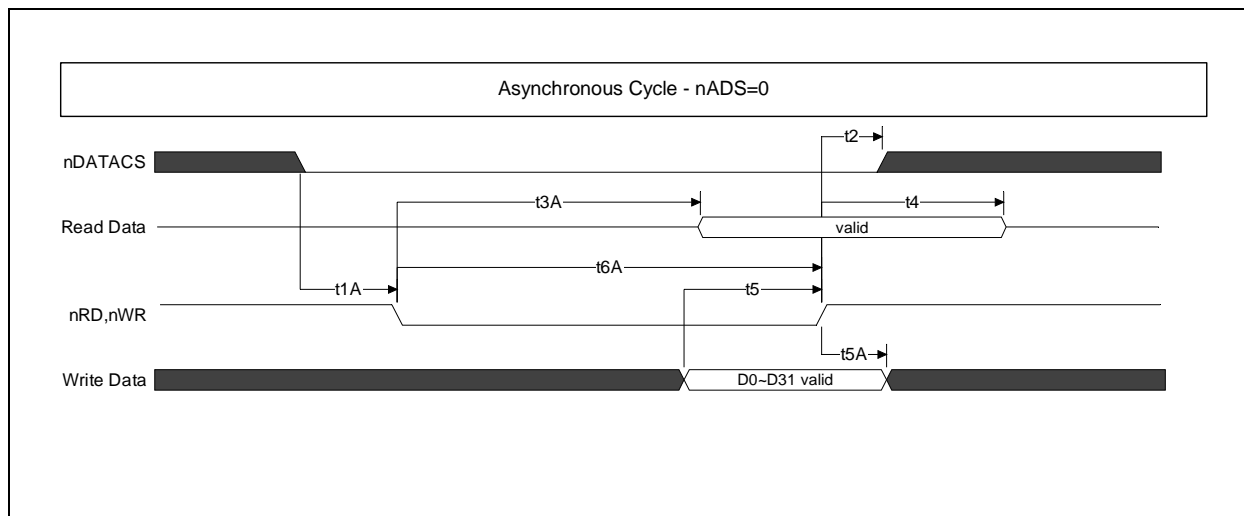 Asynchronous Cycle - nADS=0
t2
nDATACS
t3A
t4
Read Data
valid
t6A
t1A
t5
nRD,nWR
t5A
Write Data
D0~D31 valid